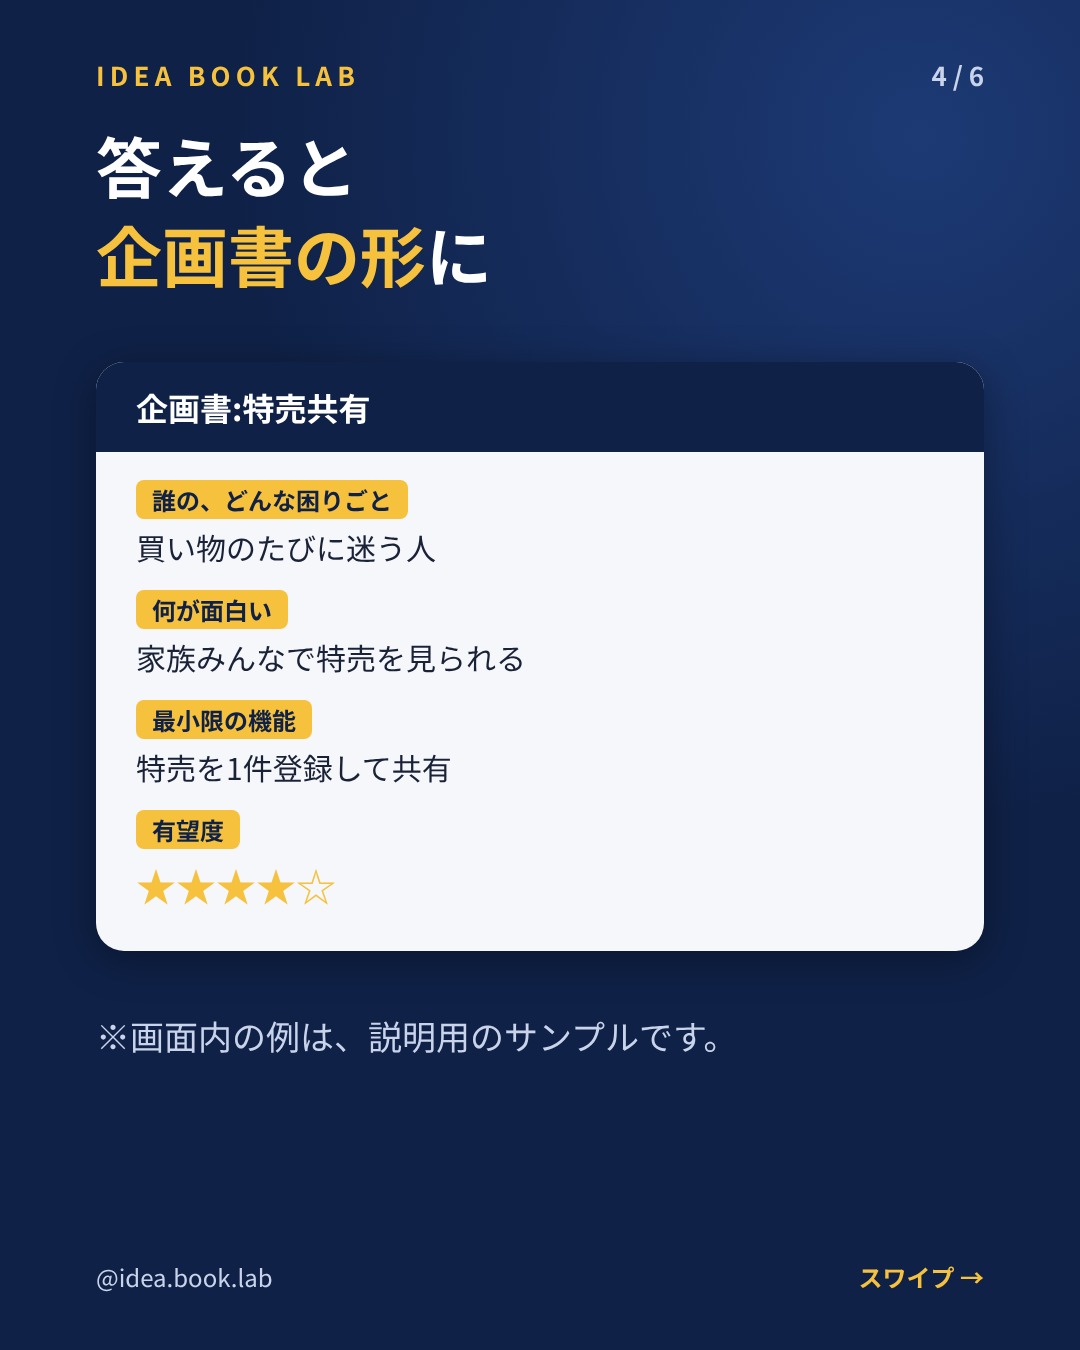 IDEA BOOK LAB
4 / 6
答えると
企画書の形に
企画書:特売共有
誰の、どんな困りごと
買い物のたびに迷う人
何が面白い
家族みんなで特売を見られる
最小限の機能
特売を1件登録して共有
有望度
★★★★☆
※画面内の例は、説明用のサンプルです。
@idea.book.lab
スワイプ →